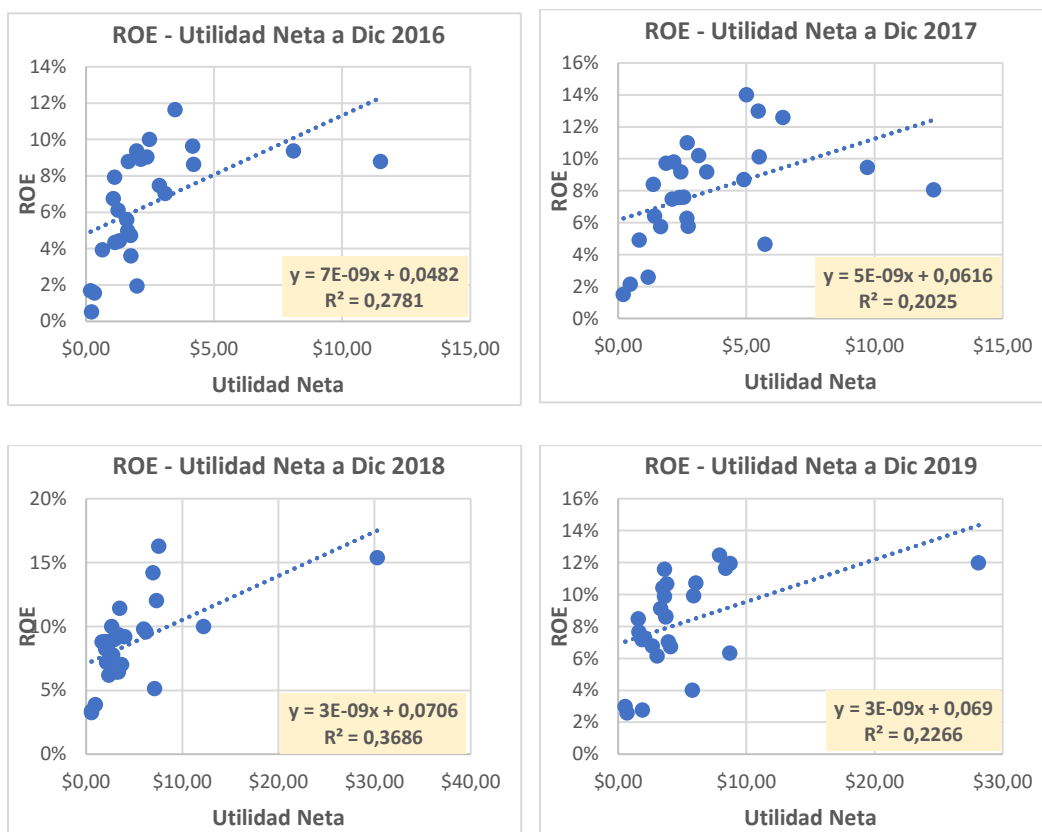 ROE - Utilidad Neta a Dic 2016
14%
12%
10%
8%
6%
4%
2%
0%
ROE
y = 7E-09x + 0,0482
R² = 0,2781
$0,00 $5,00 $10,00 $15,00
Utilidad Neta
ROE - Utilidad Neta a Dic 2017
16%
14%
12%
10%
8%
6%
4%
2%
0%
ROE
y = 5E-09x + 0,0616
R² = 0,2025
$0,00 $5,00 $10,00 $15,00
Utilidad Neta
ROE - Utilidad Neta a Dic 2018
20%
15%
10%
5%
0%
ROE
y = 3E-09x + 0,0706
R² = 0,3686
$0,00 $10,00 $20,00 $30,00 $40,00
Utilidad Neta
ROE - Utilidad Neta a Dic 2019
16%
14%
12%
10%
8%
6%
4%
2%
0%
ROE
y = 3E-09x + 0,069
R² = 0,2266
$0,00 $10,00 $20,00 $30,00
Utilidad Neta